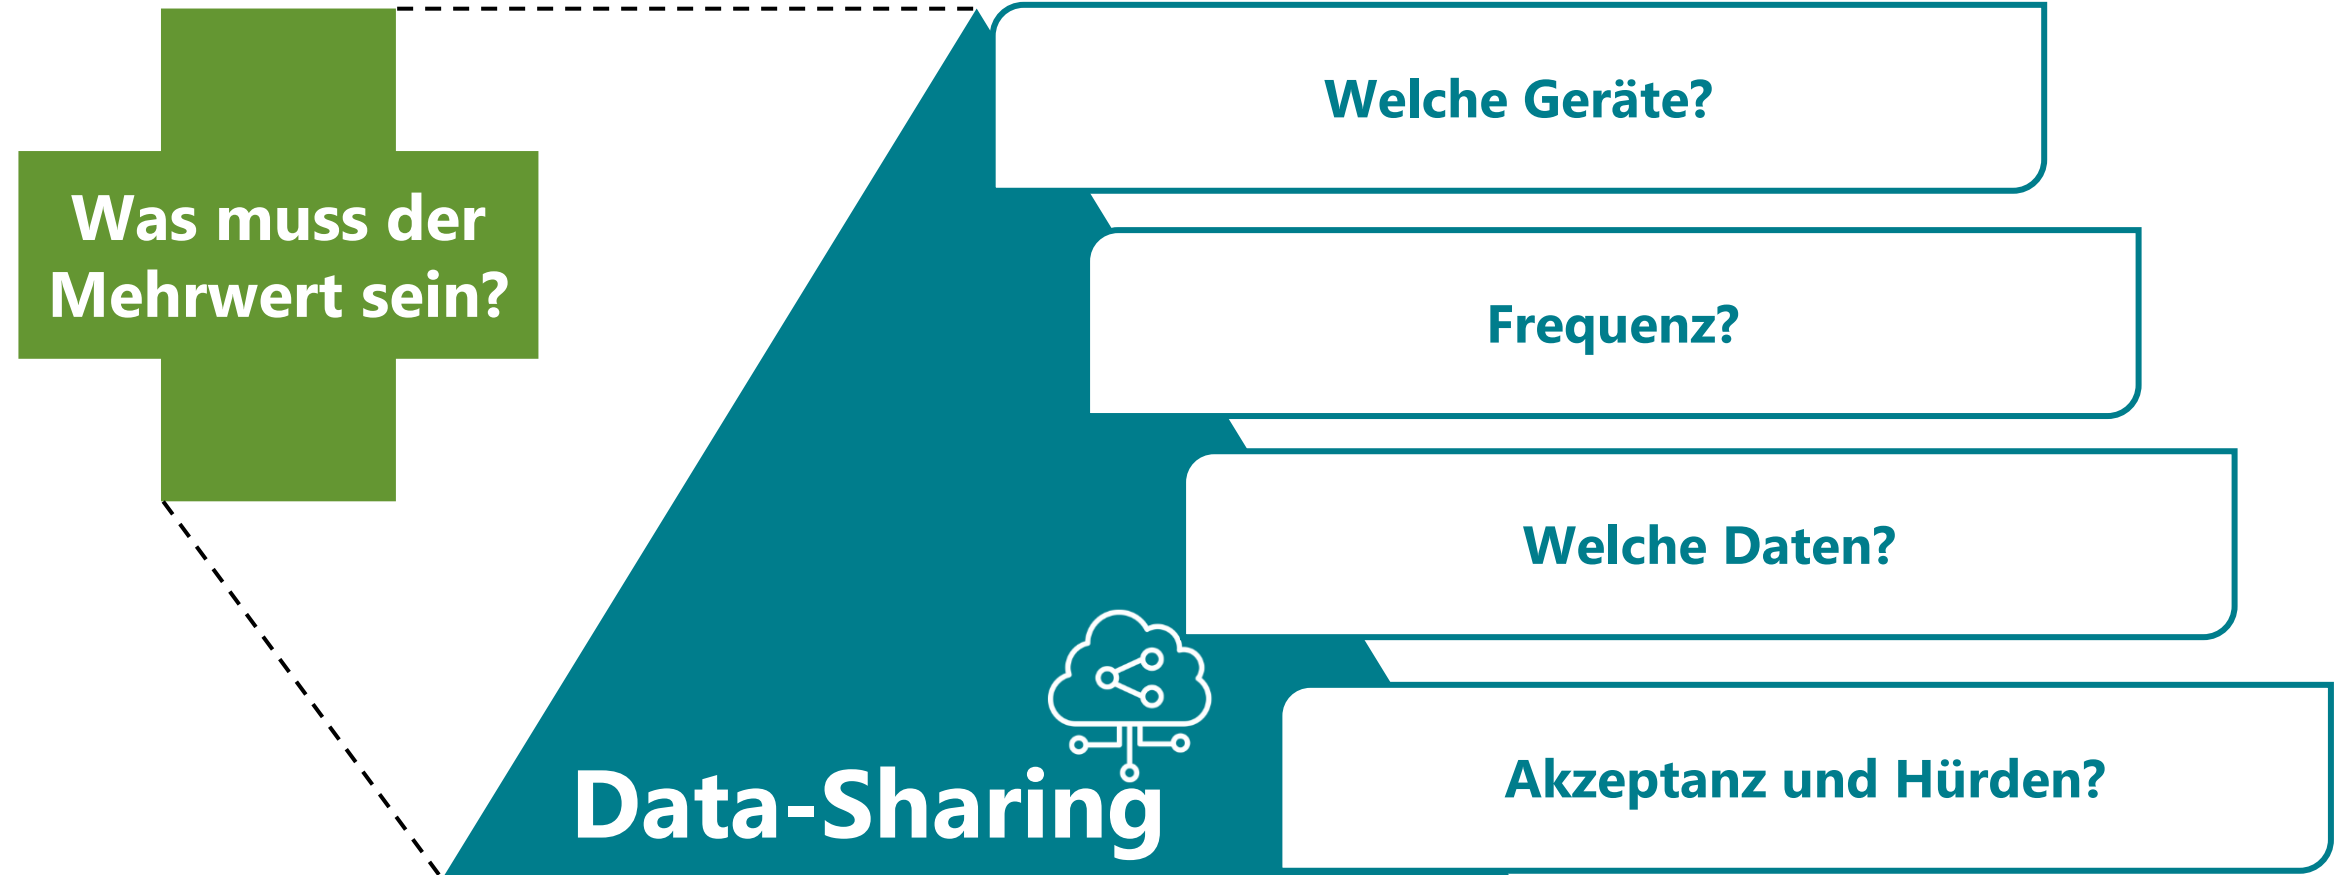 Was muss der
Mehrwert sein?
Welche Geräte?
Frequenz?
Welche Daten?
Akzeptanz und Hürden?
Data-Sharing